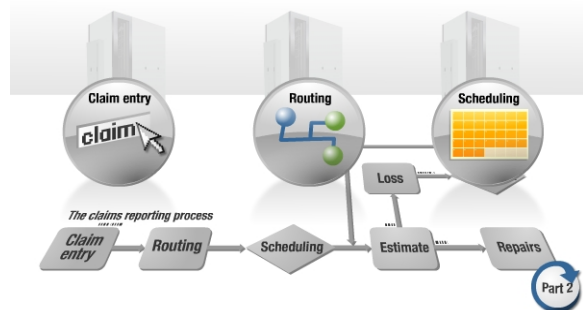 Claim entry
Routing
Scheduling
claim
Loss
The claims reporting process
Claim
entry
Routing
Scheduling
Estimate
Repairs
Part 2